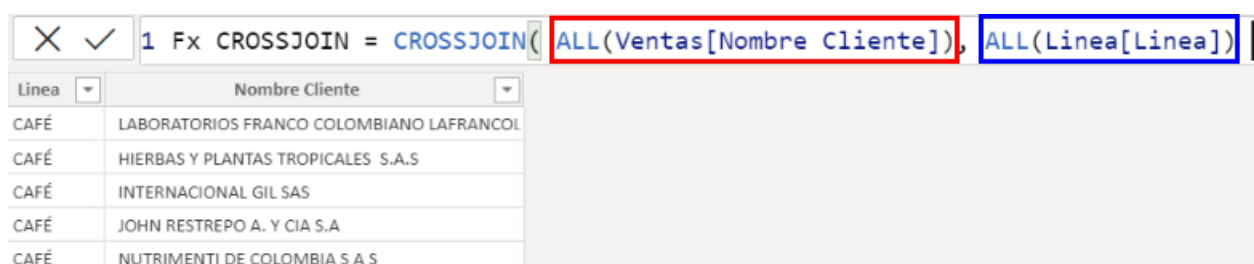 1 Fx CROSSJOIN = CROSSJOIN( ALL(Ventas[Nombre Cliente]), ALL(Linea[Linea])
Linea Nombre Cliente
CAFÉ LABORATORIOS FRANCO COLOMBIANO LAFRANCOL
CAFÉ HIERBAS Y PLANTAS TROPICALES S.A.S
CAFÉ INTERNACIONAL GIL SAS
CAFÉ JOHN RESTREPO A. Y CIA S.A
CAFÉ NUTRIMENTI DE COLOMBIA S A S